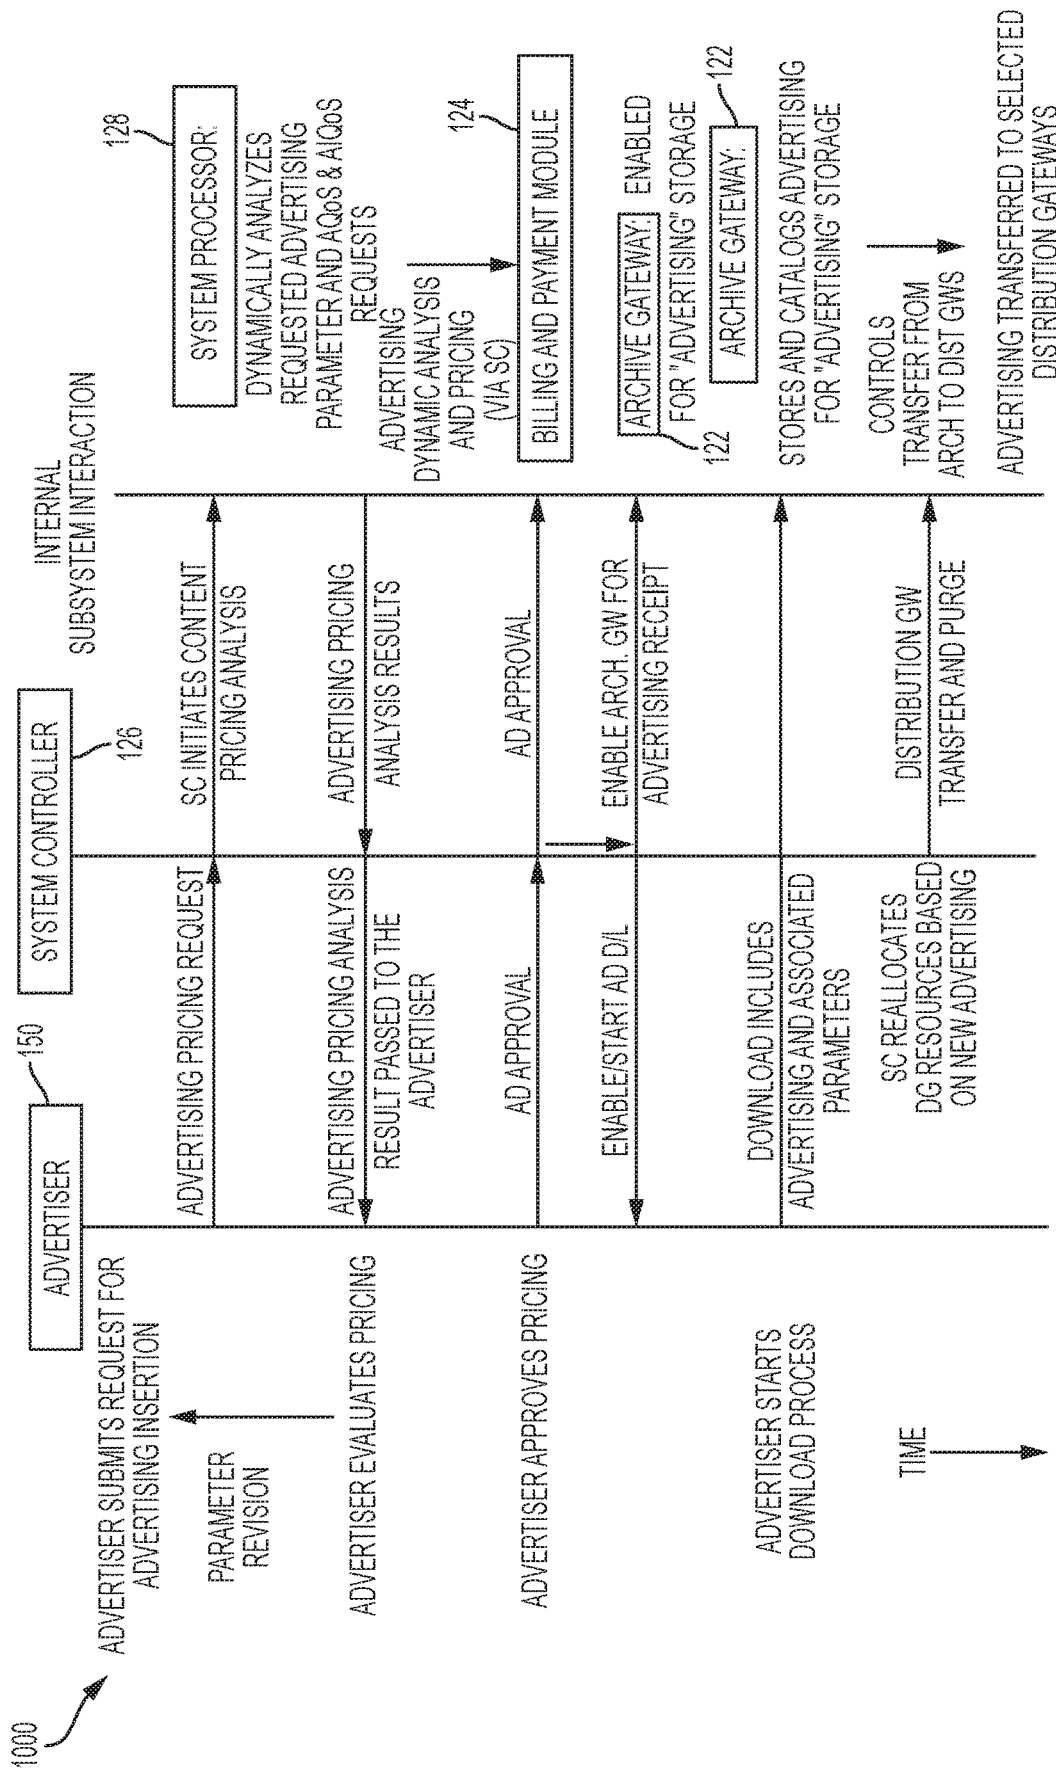 1000
ADVERTISER SUBMITS REQUEST FOR
ADVERTISING INSERTION
PARAMETER
REVISION
ADVERTISER EVALUATES PRICING
ADVERTISER APPROVES PRICING
ADVERTISER STARTS
DOWNLOAD PROCESS
TIME
ADVERTISER
150
ADVERTISING PRICING REQUEST
ADVERTISING PRICING ANALYSIS
RESULT PASSED TO THE
ADVERTISER
AD APPROVAL
ENABLE/START AD D/L
DOWNLOAD INCLUDES
ADVERTISING AND ASSOCIATED
PARAMETERS
SC REALLOCATES
DG RESOURCES BASED
ON NEW ADVERTISING
SYSTEM CONTROLLER
126
SC INITIATES CONTENT
PRICING ANALYSIS
ADVERTISING PRICING
ANALYSIS RESULTS
AD APPROVAL
ENABLE ARCH. GW FOR
ADVERTISING RECEIPT
DISTRIBUTION GW
TRANSFER AND PURGE
INTERNAL
SUBSYSTEM INTERACTION
128
SYSTEM PROCESSOR:
DYNAMICALLY ANALYZES
REQUESTED ADVERTISING
PARAMETER AND AQoS & AIQoS
REQUESTS
ADVERTISING
DYNAMIC ANALYSIS
AND PRICING
(VIA SC)
124
BILLING AND PAYMENT MODULE
ARCHIVE GATEWAY: ENABLED
FOR "ADVERTISING" STORAGE
122
ARCHIVE GATEWAY:
122
STORES AND CATALOGS ADVERTISING
FOR "ADVERTISING" STORAGE
CONTROLS
TRANSFER FROM
ARCH TO DIST GWS
ADVERTISING TRANSFERRED TO SELECTED
DISTRIBUTION GATEWAYS